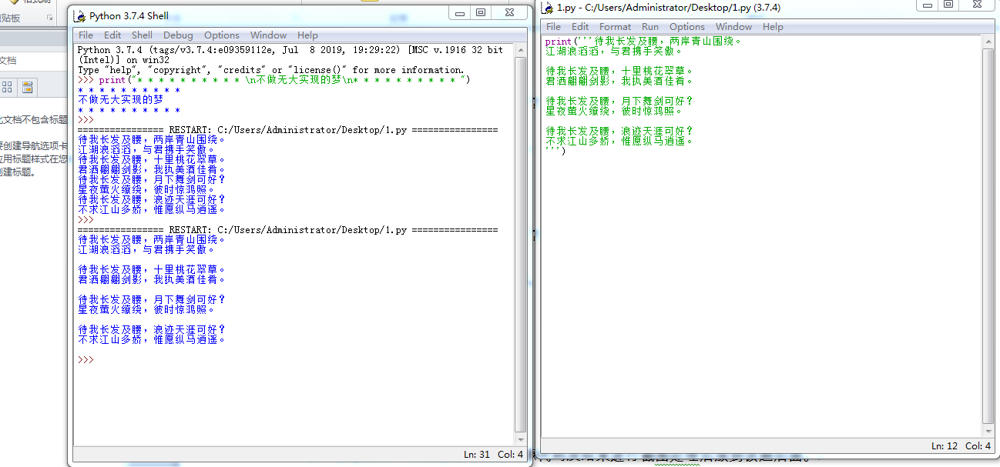 格式刷
剪贴板
文档
此文档不包含标题
要创建导航选项卡
应用标题样式在您
创建标题。
Python 3.7.4 Shell
File Edit Shell Debug Options Window Help
Python 3.7.4 (tags/v3.7.4:e09359112e, Jul  8 2019, 19:29:22) [MSC v.1916 32 bit
(Intel)] on win32
Type "help", "copyright", "credits" or "license()" for more information.
>>> print("* * * * * * * * * * \n不做无大实现的梦\n* * * * * * * * * * ")
* * * * * * * * * *
不做无大实现的梦
* * * * * * * * * *
>>>
================ RESTART: C:/Users/Administrator/Desktop/1.py ================
待我长发及腰，两岸青山围绕。
江湖浪滔滔，与君携手笑傲。
待我长发及腰，十里桃花翠草。
君洒翩翩剑影，我执美酒佳肴。
待我长发及腰，月下舞剑可好？
星夜萤火缭绕，彼时惊鸿照。
待我长发及腰，浪迹天涯可好？
不求江山多娇，惟愿纵马逍遥。
>>>
================ RESTART: C:/Users/Administrator/Desktop/1.py ================
待我长发及腰，两岸青山围绕。
江湖浪滔滔，与君携手笑傲。
待我长发及腰，十里桃花翠草。
君洒翩翩剑影，我执美酒佳肴。
待我长发及腰，月下舞剑可好？
星夜萤火缭绕，彼时惊鸿照。
待我长发及腰，浪迹天涯可好？
不求江山多娇，惟愿纵马逍遥。
>>>
Ln: 31 Col: 4
1.py - C:/Users/Administrator/Desktop/1.py (3.7.4)
File Edit Format Run Options Window Help
print('''待我长发及腰，两岸青山围绕。
江湖浪滔滔，与君携手笑傲。
待我长发及腰，十里桃花翠草。
君洒翩翩剑影，我执美酒佳肴。
待我长发及腰，月下舞剑可好？
星夜萤火缭绕，彼时惊鸿照。
待我长发及腰，浪迹天涯可好？
不求江山多娇，惟愿纵马逍遥。
''')
Ln: 12 Col: 4